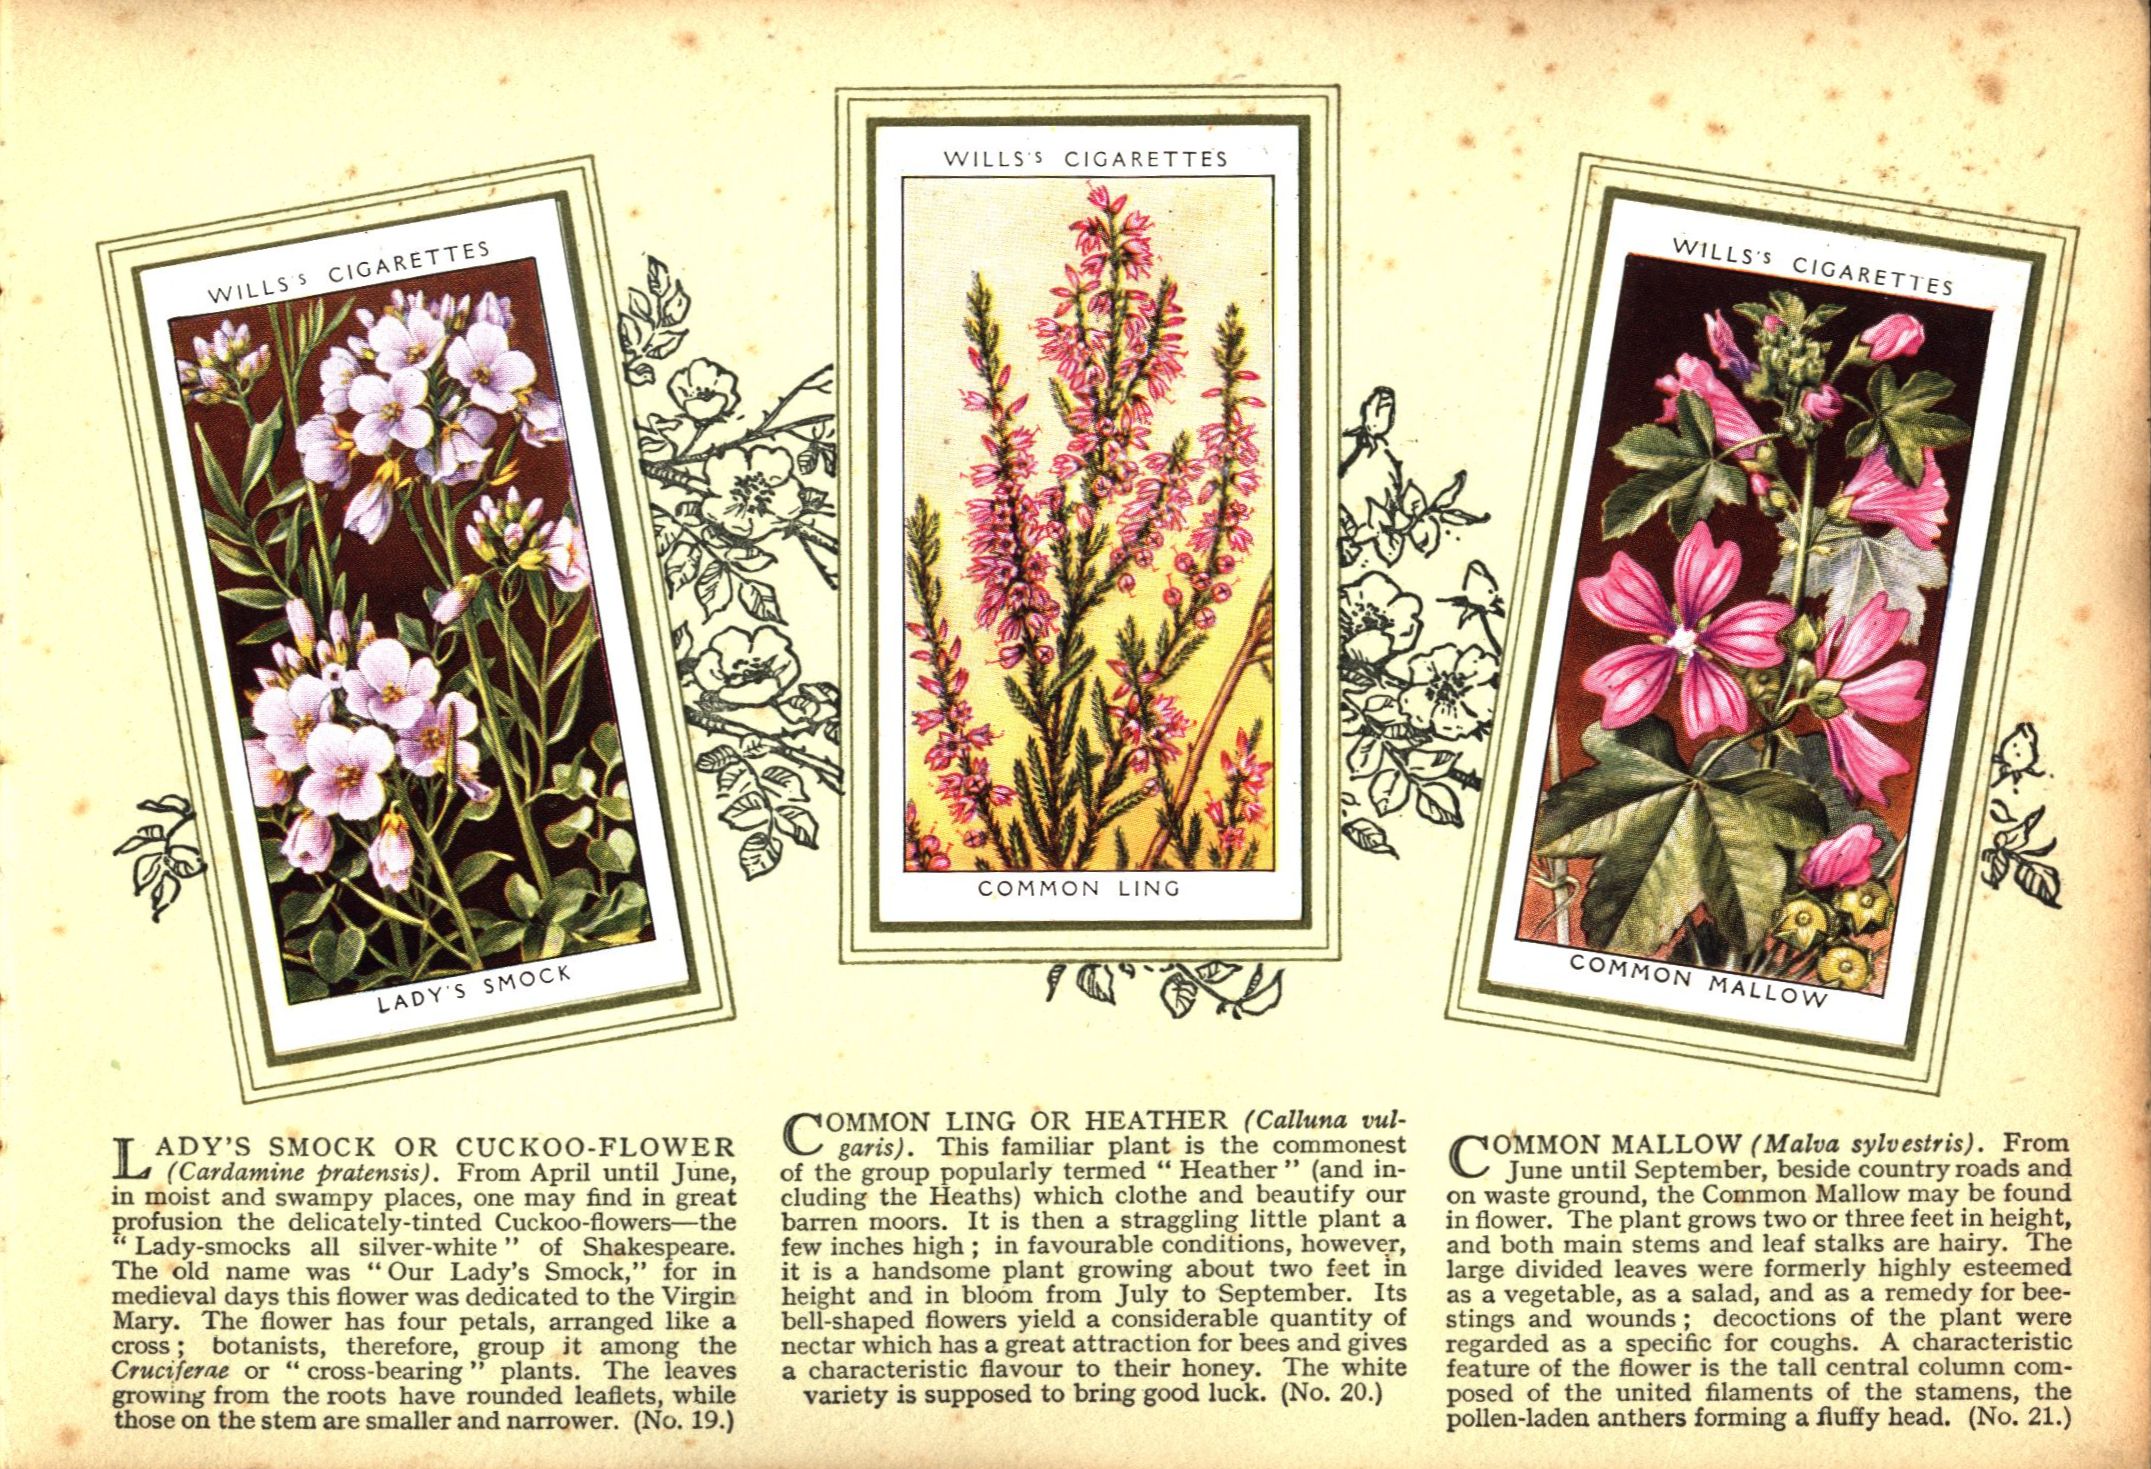 WILLS'S CIGARETTES
LADY'S SMOCK
WILLS'S CIGARETTES
COMMON LING
WILLS'S CIGARETTES
COMMON MALLOW
LADY'S SMOCK OR CUCKOO-FLOWER
(Cardamine pratensis). From April until June,
in moist and swampy places, one may find in great
profusion the delicately-tinted Cuckoo-flowers—the
“ Lady-smocks all silver-white ” of Shakespeare.
The old name was “ Our Lady's Smock,” for in
medieval days this flower was dedicated to the Virgin
Mary. The flower has four petals, arranged like a
cross ; botanists, therefore, group it among the
Cruciferae or “ cross-bearing ” plants. The leaves
growing from the roots have rounded leaflets, while
those on the stem are smaller and narrower. (No. 19.)
COMMON LING OR HEATHER (Calluna vul-
garis). This familiar plant is the commonest
of the group popularly termed “ Heather ” (and in-
cluding the Heaths) which clothe and beautify our
barren moors. It is then a straggling little plant a
few inches high ; in favourable conditions, however,
it is a handsome plant growing about two feet in
height and in bloom from July to September. Its
bell-shaped flowers yield a considerable quantity of
nectar which has a great attraction for bees and gives
a characteristic flavour to their honey. The white
variety is supposed to bring good luck. (No. 20.)
COMMON MALLOW (Malva sylvestris). From
June until September, beside country roads and
on waste ground, the Common Mallow may be found
in flower. The plant grows two or three feet in height,
and both main stems and leaf stalks are hairy. The
large divided leaves were formerly highly esteemed
as a vegetable, as a salad, and as a remedy for bee-
stings and wounds ; decoctions of the plant were
regarded as a specific for coughs. A characteristic
feature of the flower is the tall central column com-
posed of the united filaments of the stamens, the
pollen-laden anthers forming a fluffy head. (No. 21.)